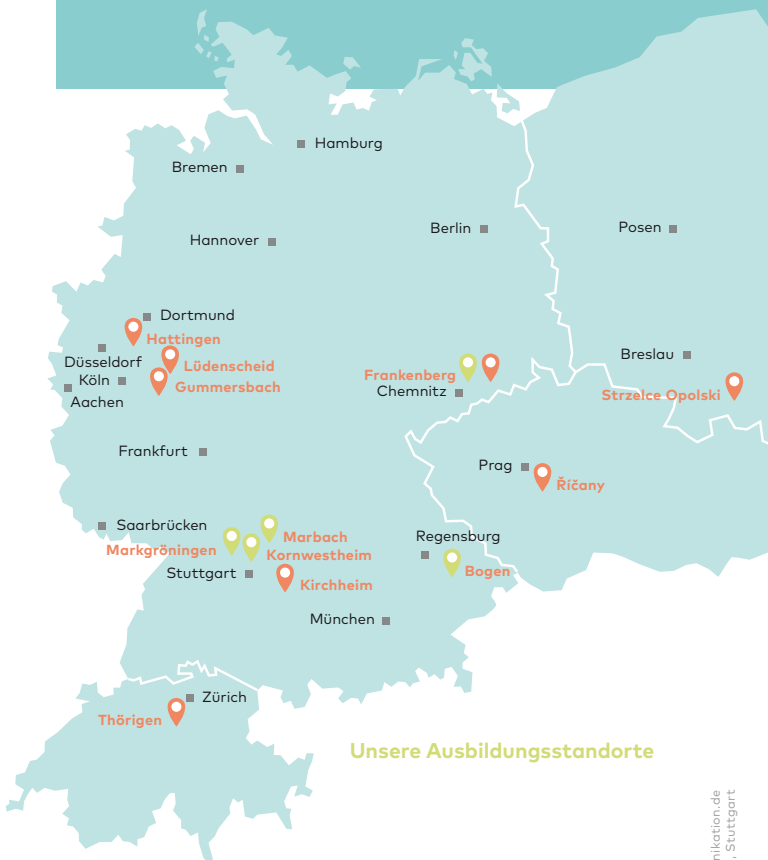 Hamburg
Bremen
Berlin
Posen
Hannover
Dortmund
Hattingen
Breslau
Düsseldorf
Lüdenscheid
Frankenberg
Köln
Gummersbach
Chemnitz
Strzelce Opolski
Aachen
Frankfurt
Prag
Říčany
Saarbrücken
Marbach
Regensburg
Markgröningen
Kornwestheim
Stuttgart
Bogen
Kirchheim
München
Zürich
Thörigen
Unsere Ausbildungsstandorte
nikation.de
, Stuttgart